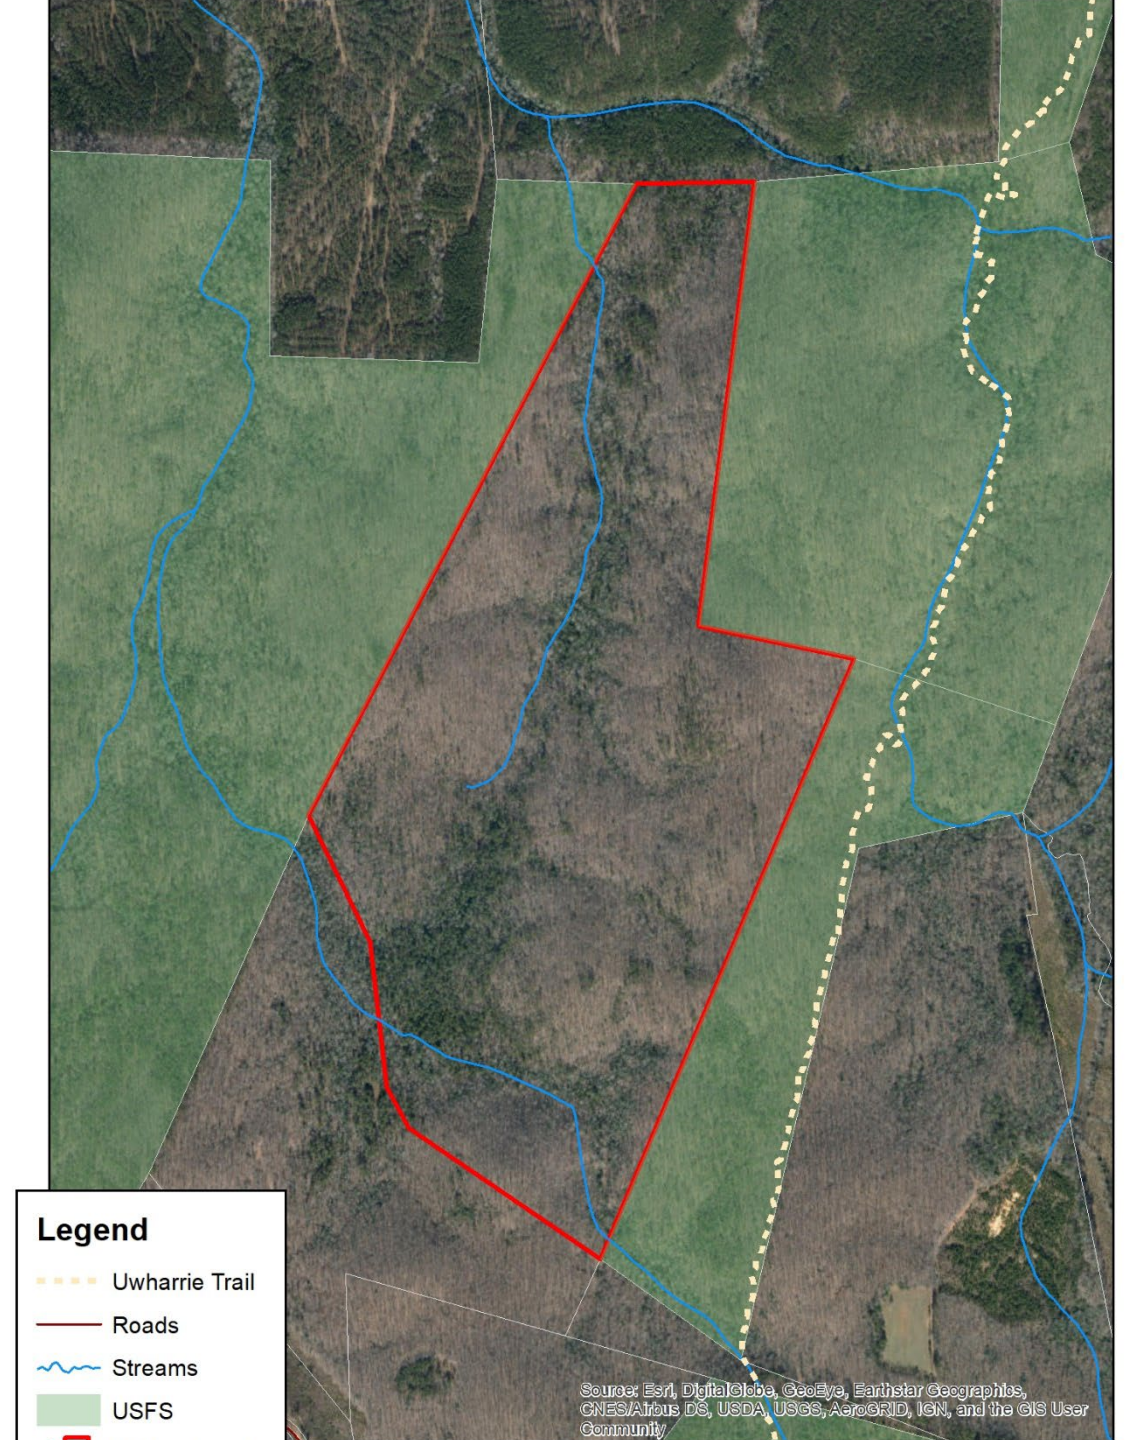 Legend
Uwharrie Trail
Roads
Streams
USFS
Source: Esri, DigitalGlobe, GeoEye, Earthstar Geographics,
CNES/Airbus DS, USDA, USGS, AeroGRID, IGN, and the GIS User
Community